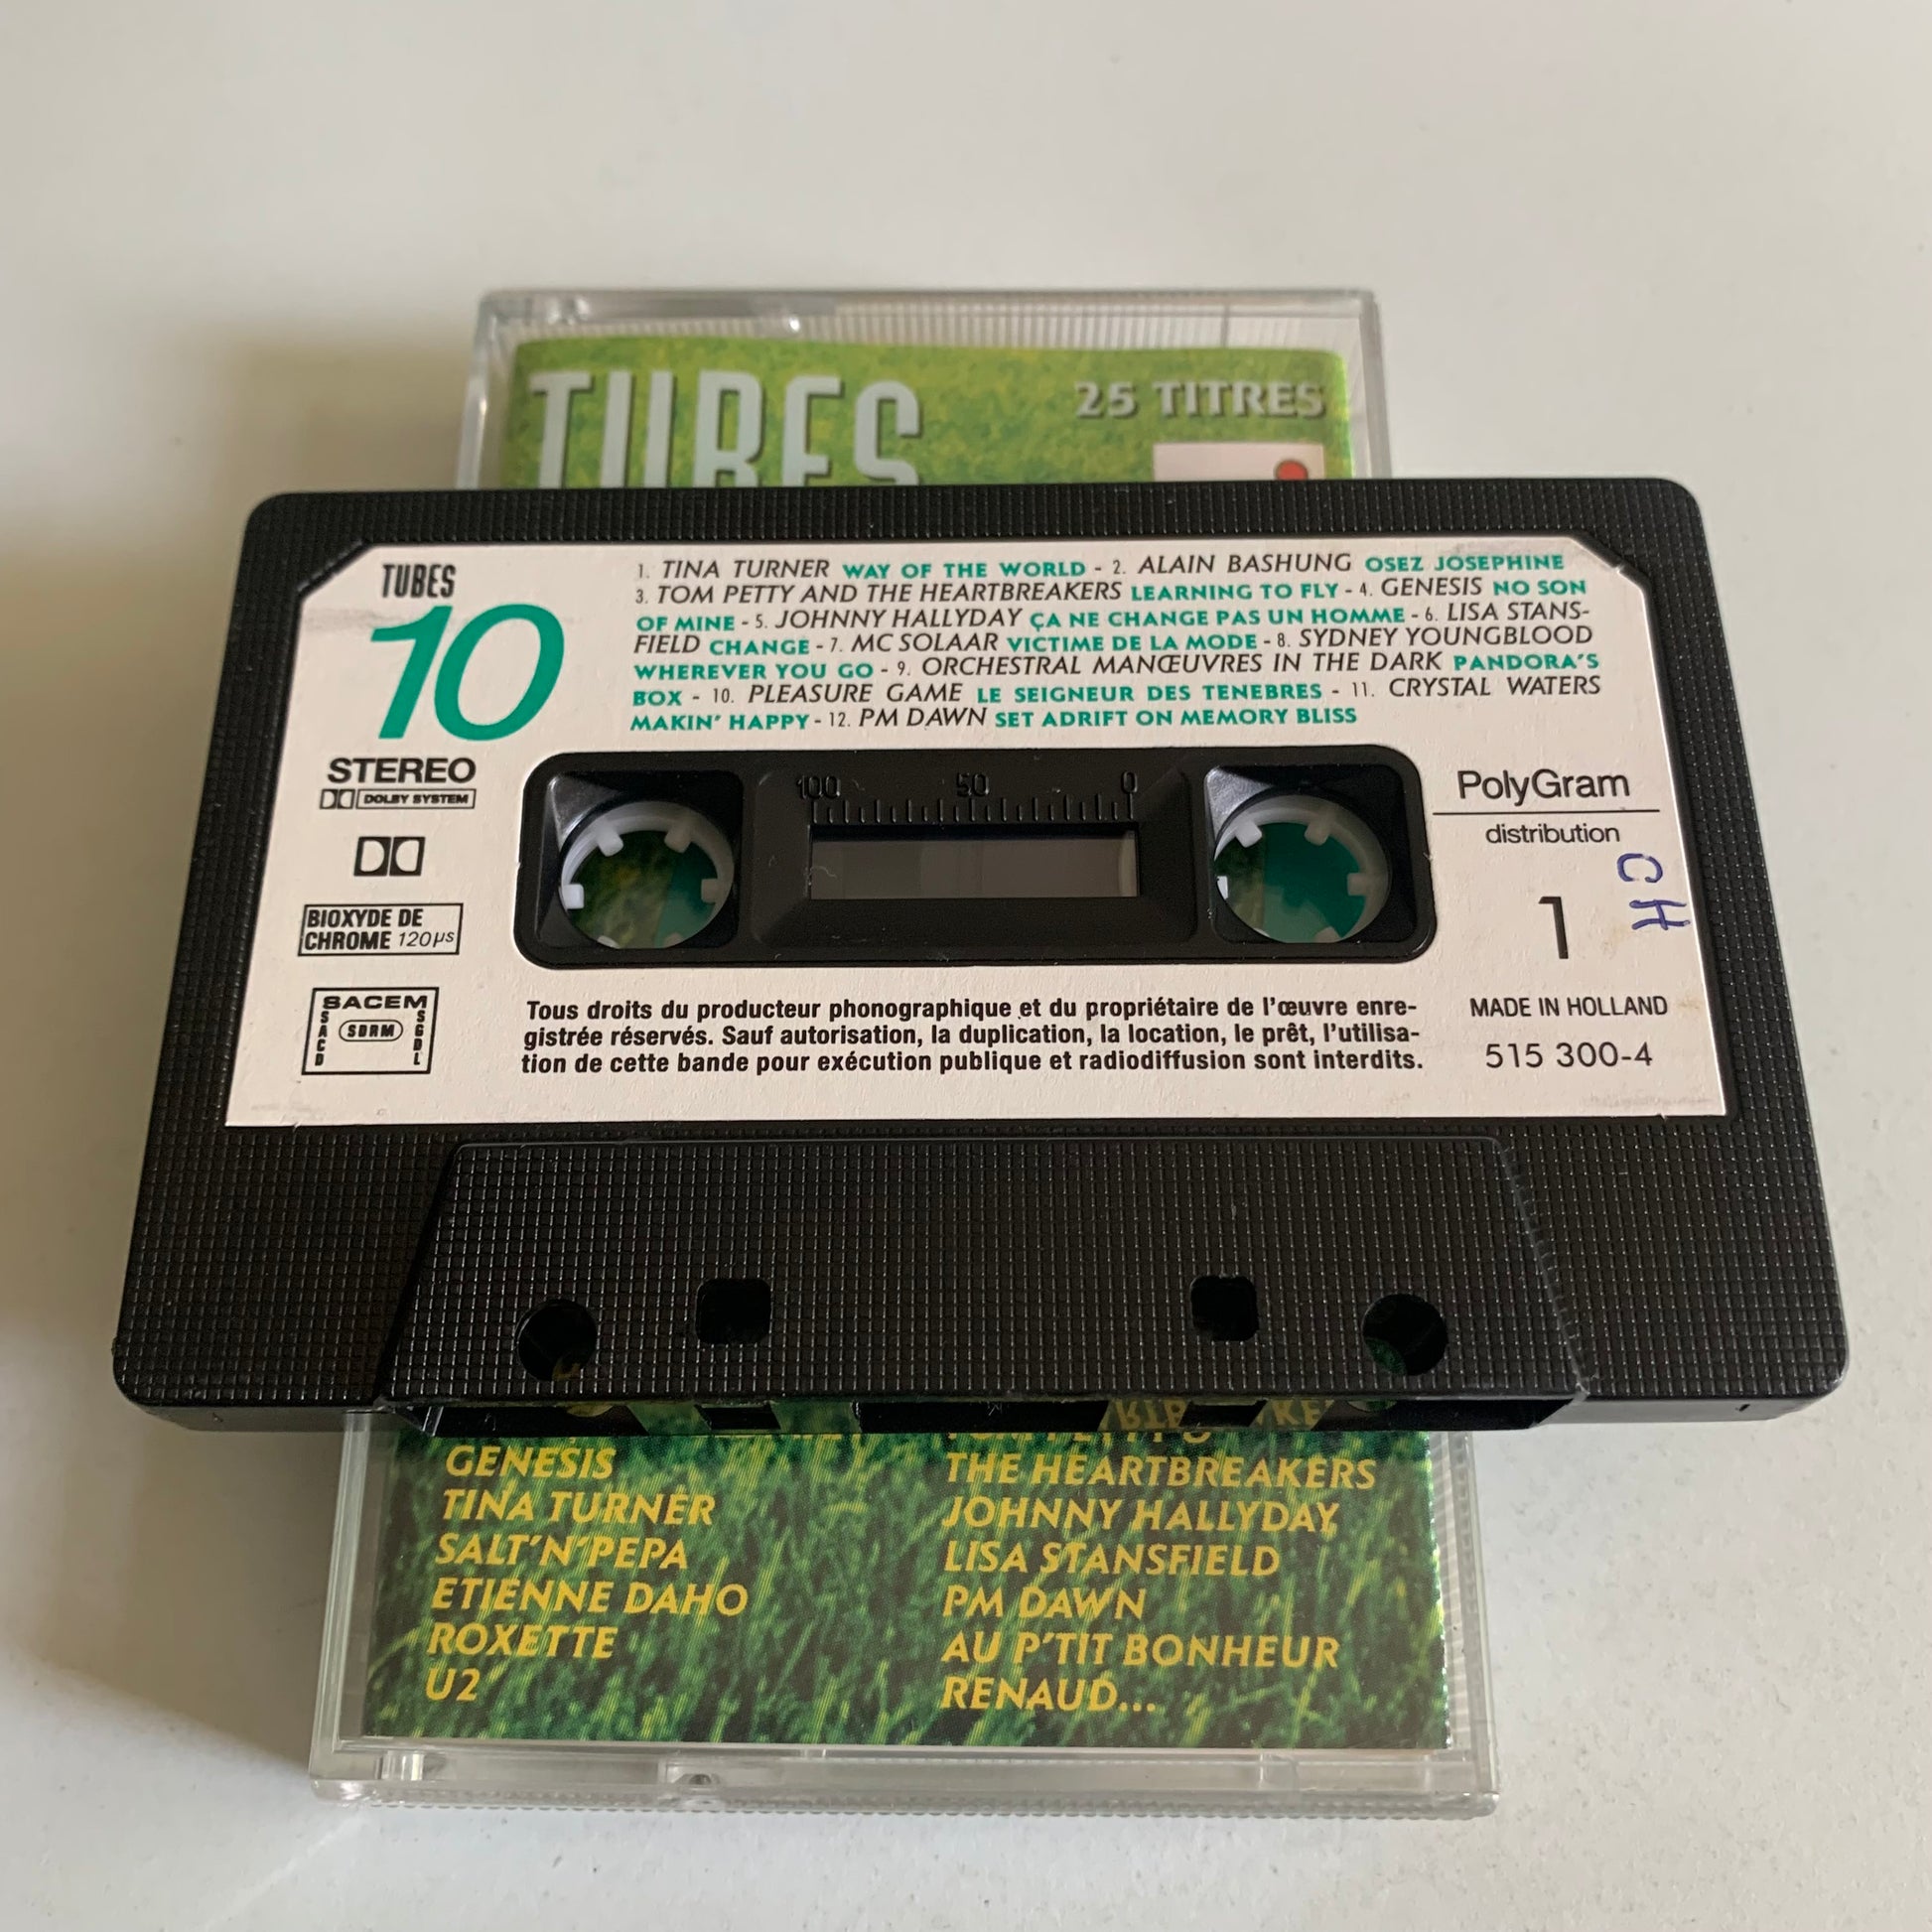 TUBES
25 TITRES
TUBES
10
1. TINA TURNER WAY OF THE WORLD - 2. ALAIN BASHUNG OSEZ JOSEPHINE
3. TOM PETTY AND THE HEARTBREAKERS LEARNING TO FLY - 4. GENESIS NO SON
OF MINE - 5. JOHNNY HALLYDAY ÇA NE CHANGE PAS UN HOMME - 6. LISA STANS-
FIELD CHANGE - 7. MC SOLAAR VICTIME DE LA MODE - 8. SYDNEY YOUNGBLOOD
WHEREVER YOU GO - 9. ORCHESTRAL MANŒUVRES IN THE DARK PANDORA'S
BOX - 10. PLEASURE GAME LE SEIGNEUR DES TENEBRES - 11. CRYSTAL WATERS
MAKIN' HAPPY - 12. PM DAWN SET ADRIFT ON MEMORY BLISS
STEREO
DOLBY SYSTEM
BIOXYDE DE
CHROME 120µs
SACEM
SACD
SDRM
SGDL
100 50 0
PolyGram
distribution
CH
1
MADE IN HOLLAND
515 300-4
Tous droits du producteur phonographique et du propriétaire de l'œuvre enre-
gistrée réservés. Sauf autorisation, la duplication, la location, le prêt, l'utilisa-
tion de cette bande pour exécution publique et radiodiffusion sont interdits.
GENESIS
TINA TURNER
SALT'N'PEPA
ETIENNE DAHO
ROXETTE
U2
THE HEARTBREAKERS
JOHNNY HALLYDAY
LISA STANSFIELD
PM DAWN
AU P'TIT BONHEUR
RENAUD...